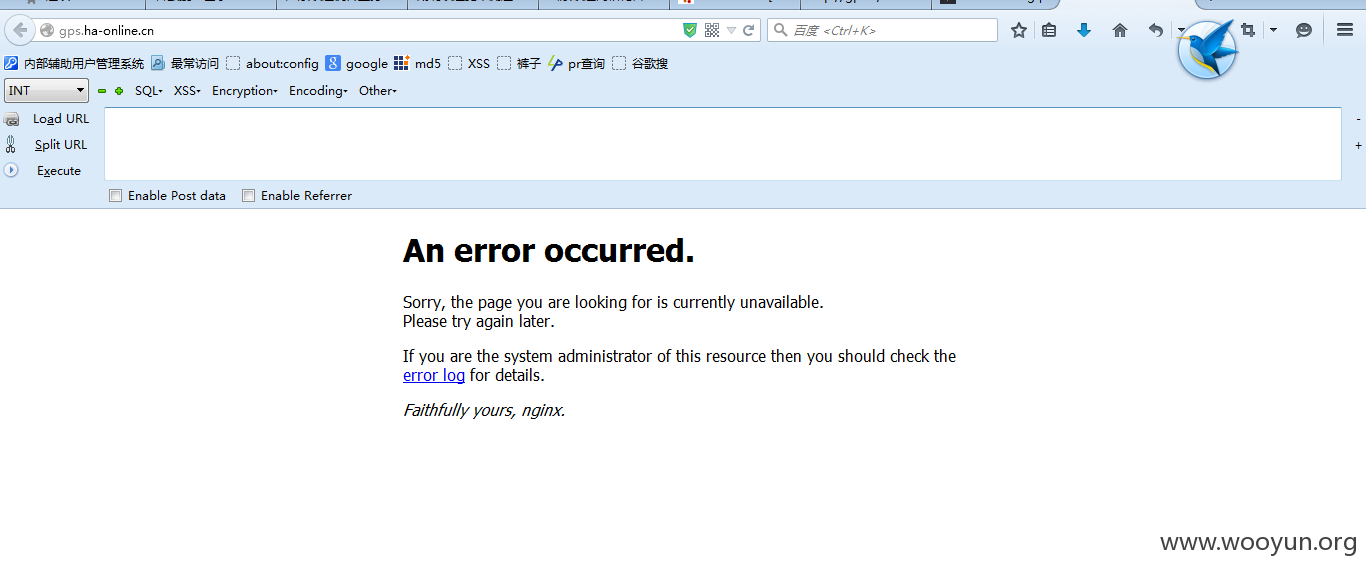 gps.ha-online.cn
百度 <Ctrl+K>
内部辅助用户管理系统 最常访问 about:config google md5 XSS 裤子 pr查询 谷歌搜
INT SQL XSS Encryption Encoding Other
Load URL
Split URL
Execute
Enable Post data Enable Referrer
An error occurred.
Sorry, the page you are looking for is currently unavailable.
Please try again later.
If you are the system administrator of this resource then you should check the
error log for details.
Faithfully yours, nginx.
www.wooyun.org